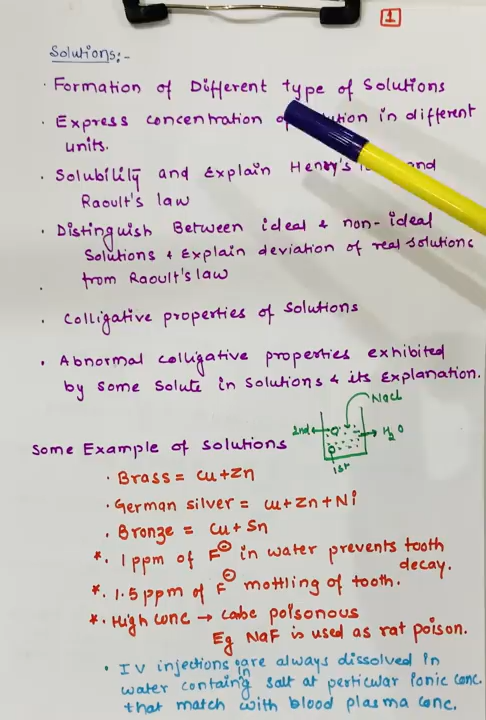 1
Solutions:-
· Formation of Different type of Solutions
· Express concentration of in different
units.
· Solubility and Explain Henry's and
Raoult's law
· Distinguish Between ideal & non-ideal
Solutions & Explain deviation of real solutions
from Raoult's law
· Colligative properties of Solutions
· Abnormal colligative properties exhibited
by some solute in solutions & its explanation.
NaCl
2nd
H2O
1st
Some Example of Solutions
· Brass = Cu+Zn
· German silver = Cu+Zn+Ni
· Bronze = Cu+Sn
*. 1 ppm of F⊖ in water prevents tooth
decay.
*. 1.5 ppm of F⊖ mottling of tooth.
*. High conc → cabe poisonous
Eg NaF is used as rat poison.
· IV injections are always dissolved in
in
water containg salt at perticular ionic conc.
that match with blood plasma conc.